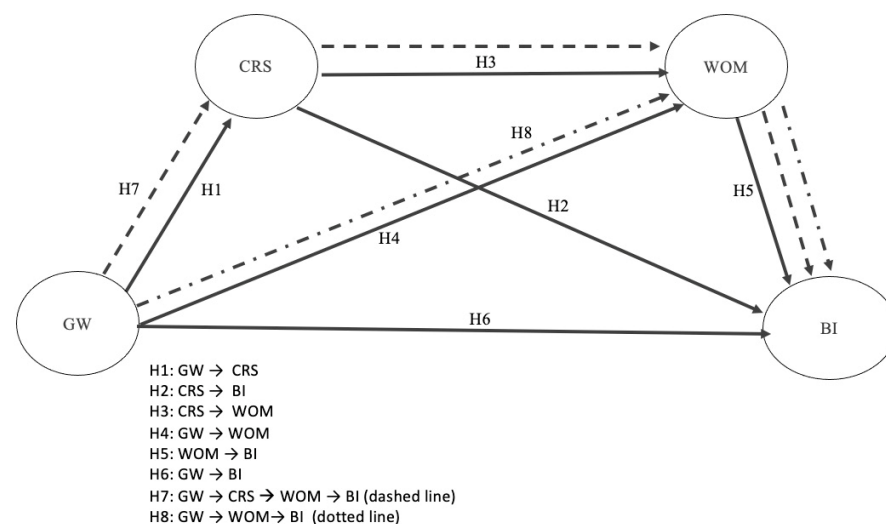 CRS
WOM
H3
H8
H7
H1
H2
H5
H4
GW
H6
BI
H1: GW → CRS
H2: CRS → BI
H3: CRS → WOM
H4: GW → WOM
H5: WOM → BI
H6: GW → BI
H7: GW → CRS → WOM → BI (dashed line)
H8: GW → WOM → BI (dotted line)